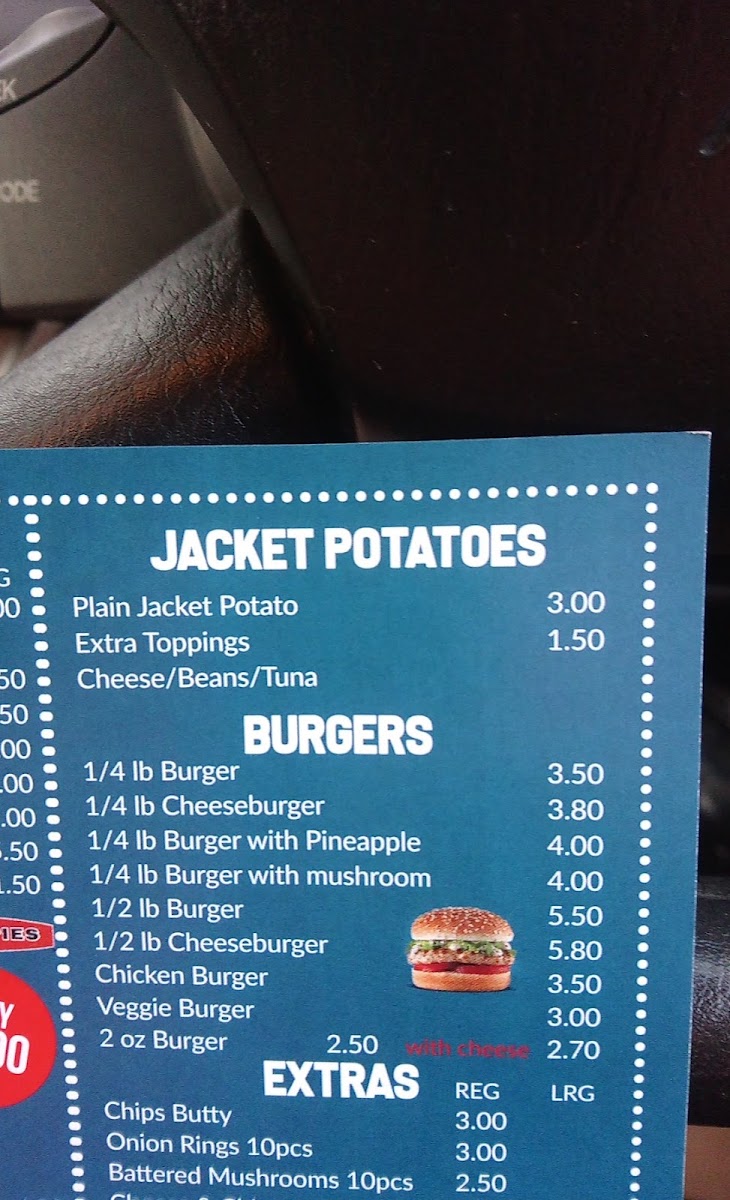 JACKET POTATOES
Plain Jacket Potato 3.00
Extra Toppings 1.50
Cheese/Beans/Tuna
BURGERS
1/4 lb Burger 3.50
1/4 lb Cheeseburger 3.80
1/4 lb Burger with Pineapple 4.00
1/4 lb Burger with mushroom 4.00
1/2 lb Burger 5.50
1/2 lb Cheeseburger 5.80
Chicken Burger 3.50
Veggie Burger 3.00
2 oz Burger 2.50 with cheese 2.70
EXTRAS REG LRG
Chips Butty 3.00
Onion Rings 10pcs 3.00
Battered Mushrooms 10pcs 2.50